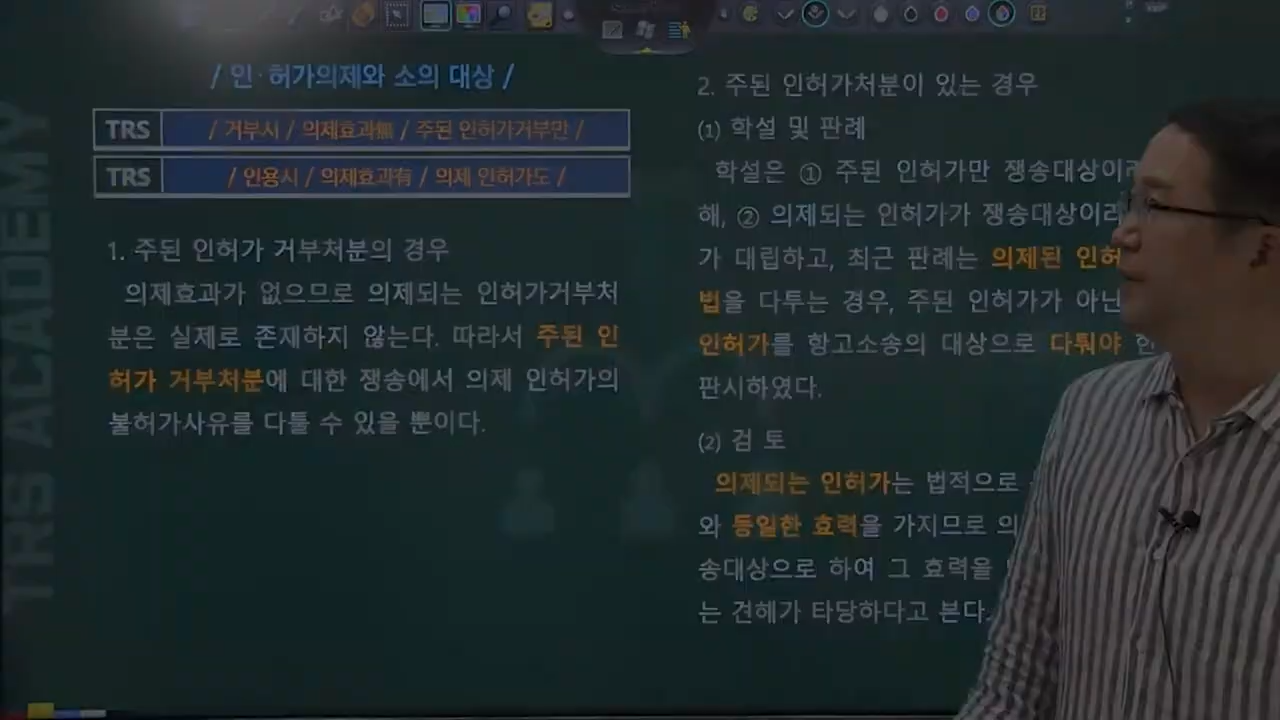 / 인·허가의제와 소의 대상 /
TRS / 거부시 / 의제효과無 / 주된 인허가거부만 /
TRS / 인용시 / 의제효과有 / 의제 인허가도 /
1. 주된 인허가 거부처분의 경우
의제효과가 없으므로 의제되는 인허가거부처
분은 실제로 존재하지 않는다. 따라서 주된 인
허가 거부처분에 대한 쟁송에서 의제 인허가의
불허가사유를 다툴 수 있을 뿐이다.
2. 주된 인허가처분이 있는 경우
(1) 학설 및 판례
학설은 ① 주된 인허가만 쟁송대상이라
해, ② 의제되는 인허가가 쟁송대상이라
가 대립하고, 최근 판례는 의제된 인허
법을 다투는 경우, 주된 인허가가 아닌
인허가를 항고소송의 대상으로 다퉈야 한
판시하였다.
(2) 검 토
의제되는 인허가는 법적으로
와 동일한 효력을 가지므로 의
송대상으로 하여 그 효력을
는 견해가 타당하다고 본다.
TRS ACADEMY